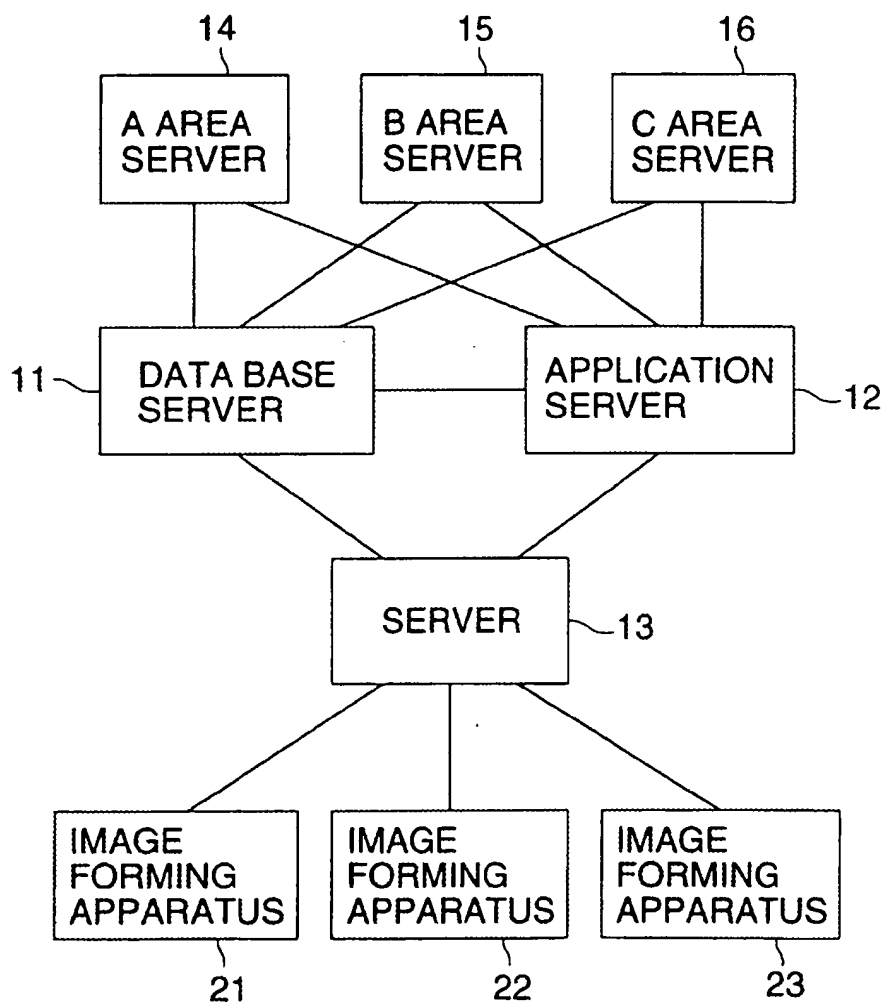 14
15
16
A AREA
SERVER
B AREA
SERVER
C AREA
SERVER
11
DATA BASE
SERVER
APPLICATION
SERVER
12
SERVER
13
IMAGE
FORMING
APPARATUS
IMAGE
FORMING
APPARATUS
IMAGE
FORMING
APPARATUS
21
22
23